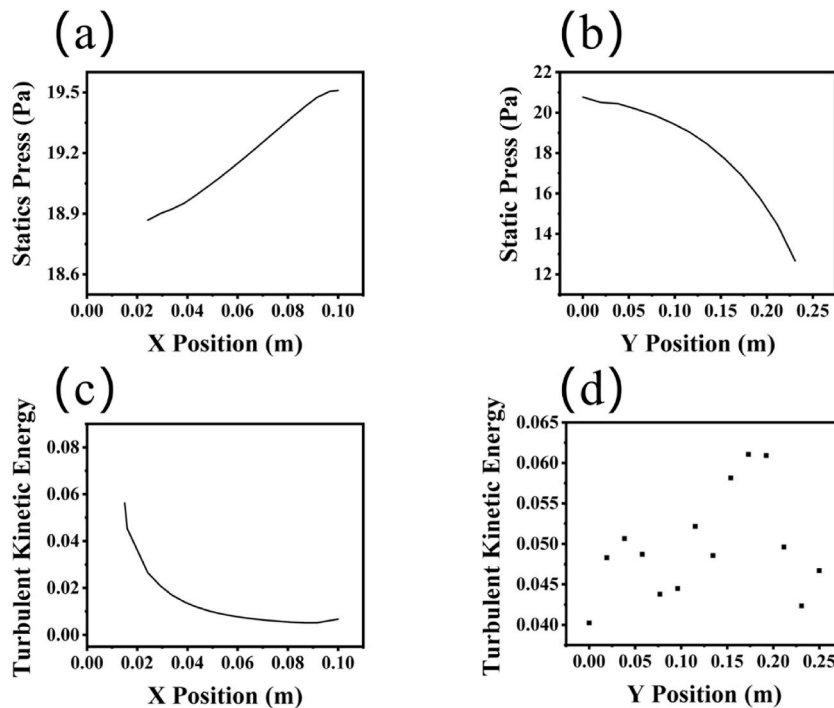 (a)
Statics Press (Pa)
19.5
19.2
18.9
18.6
0.00 0.02 0.04 0.06 0.08 0.10
X Position (m)
(b)
Static Press (Pa)
22
20
18
16
14
12
0.00 0.05 0.10 0.15 0.20 0.25
Y Position (m)
(c)
Turbulent Kinetic Energy
0.08
0.06
0.04
0.02
0.00
0.00 0.02 0.04 0.06 0.08 0.10
X Position (m)
(d)
Turbulent Kinetic Energy
0.065
0.060
0.055
0.050
0.045
0.040
0.00 0.05 0.10 0.15 0.20 0.25
Y Position (m)